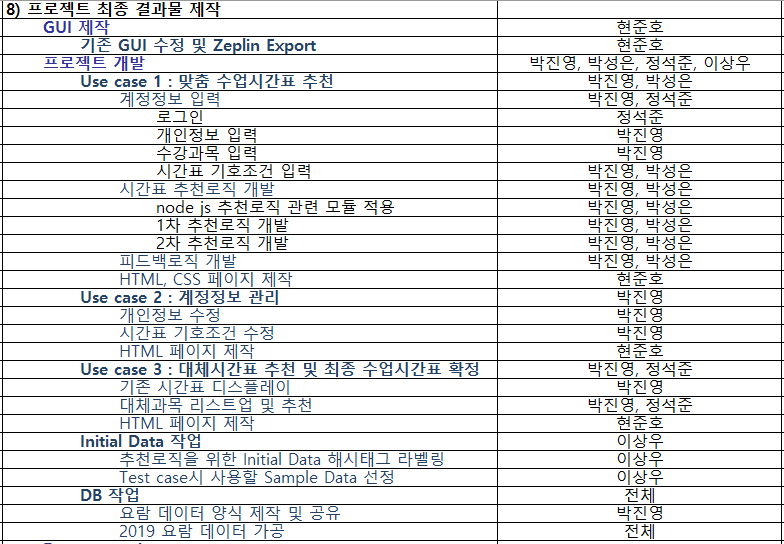 8) 프로젝트 최종 결과물 제작
GUI 제작 현준호
기존 GUI 수정 및 Zeplin Export 현준호
프로젝트 개발 박진영, 박성은, 정석준, 이상우
Use case 1 : 맞춤 수업시간표 추천 박진영, 박성은
계정정보 입력 박진영, 정석준
로그인 정석준
개인정보 입력 박진영
수강과목 입력 박진영
시간표 기호조건 입력 박진영, 박성은
시간표 추천로직 개발 박진영, 박성은
node js 추천로직 관련 모듈 적용 박진영, 박성은
1차 추천로직 개발 박진영, 박성은
2차 추천로직 개발 박진영, 박성은
피드백로직 개발 박진영, 박성은
HTML, CSS 페이지 제작 현준호
Use case 2 : 계정정보 관리 박진영
개인정보 수정 박진영
시간표 기호조건 수정 박진영
HTML 페이지 제작 현준호
Use case 3 : 대체시간표 추천 및 최종 수업시간표 확정 박진영, 정석준
기존 시간표 디스플레이 박진영
대체과목 리스트업 및 추천 박진영, 정석준
HTML 페이지 제작 현준호
Initial Data 작업 이상우
추천로직을 위한 Initial Data 해시태그 라벨링 이상우
Test case시 사용할 Sample Data 선정 이상우
DB 작업 전체
요람 데이터 양식 제작 및 공유 박진영
2019 요람 데이터 가공 전체